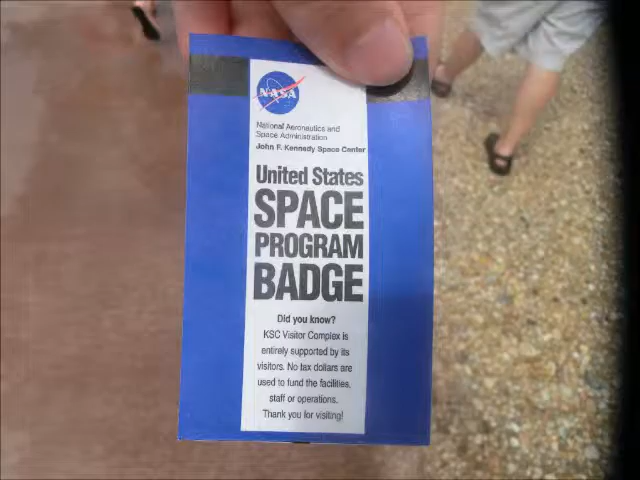 NASA
National Aeronautics and
Space Administration
John F. Kennedy Space Center
United States
SPACE
PROGRAM
BADGE
Did you know?
KSC Visitor Complex is
entirely supported by its
visitors. No tax dollars are
used to fund the facilities,
staff or operations.
Thank you for visiting!